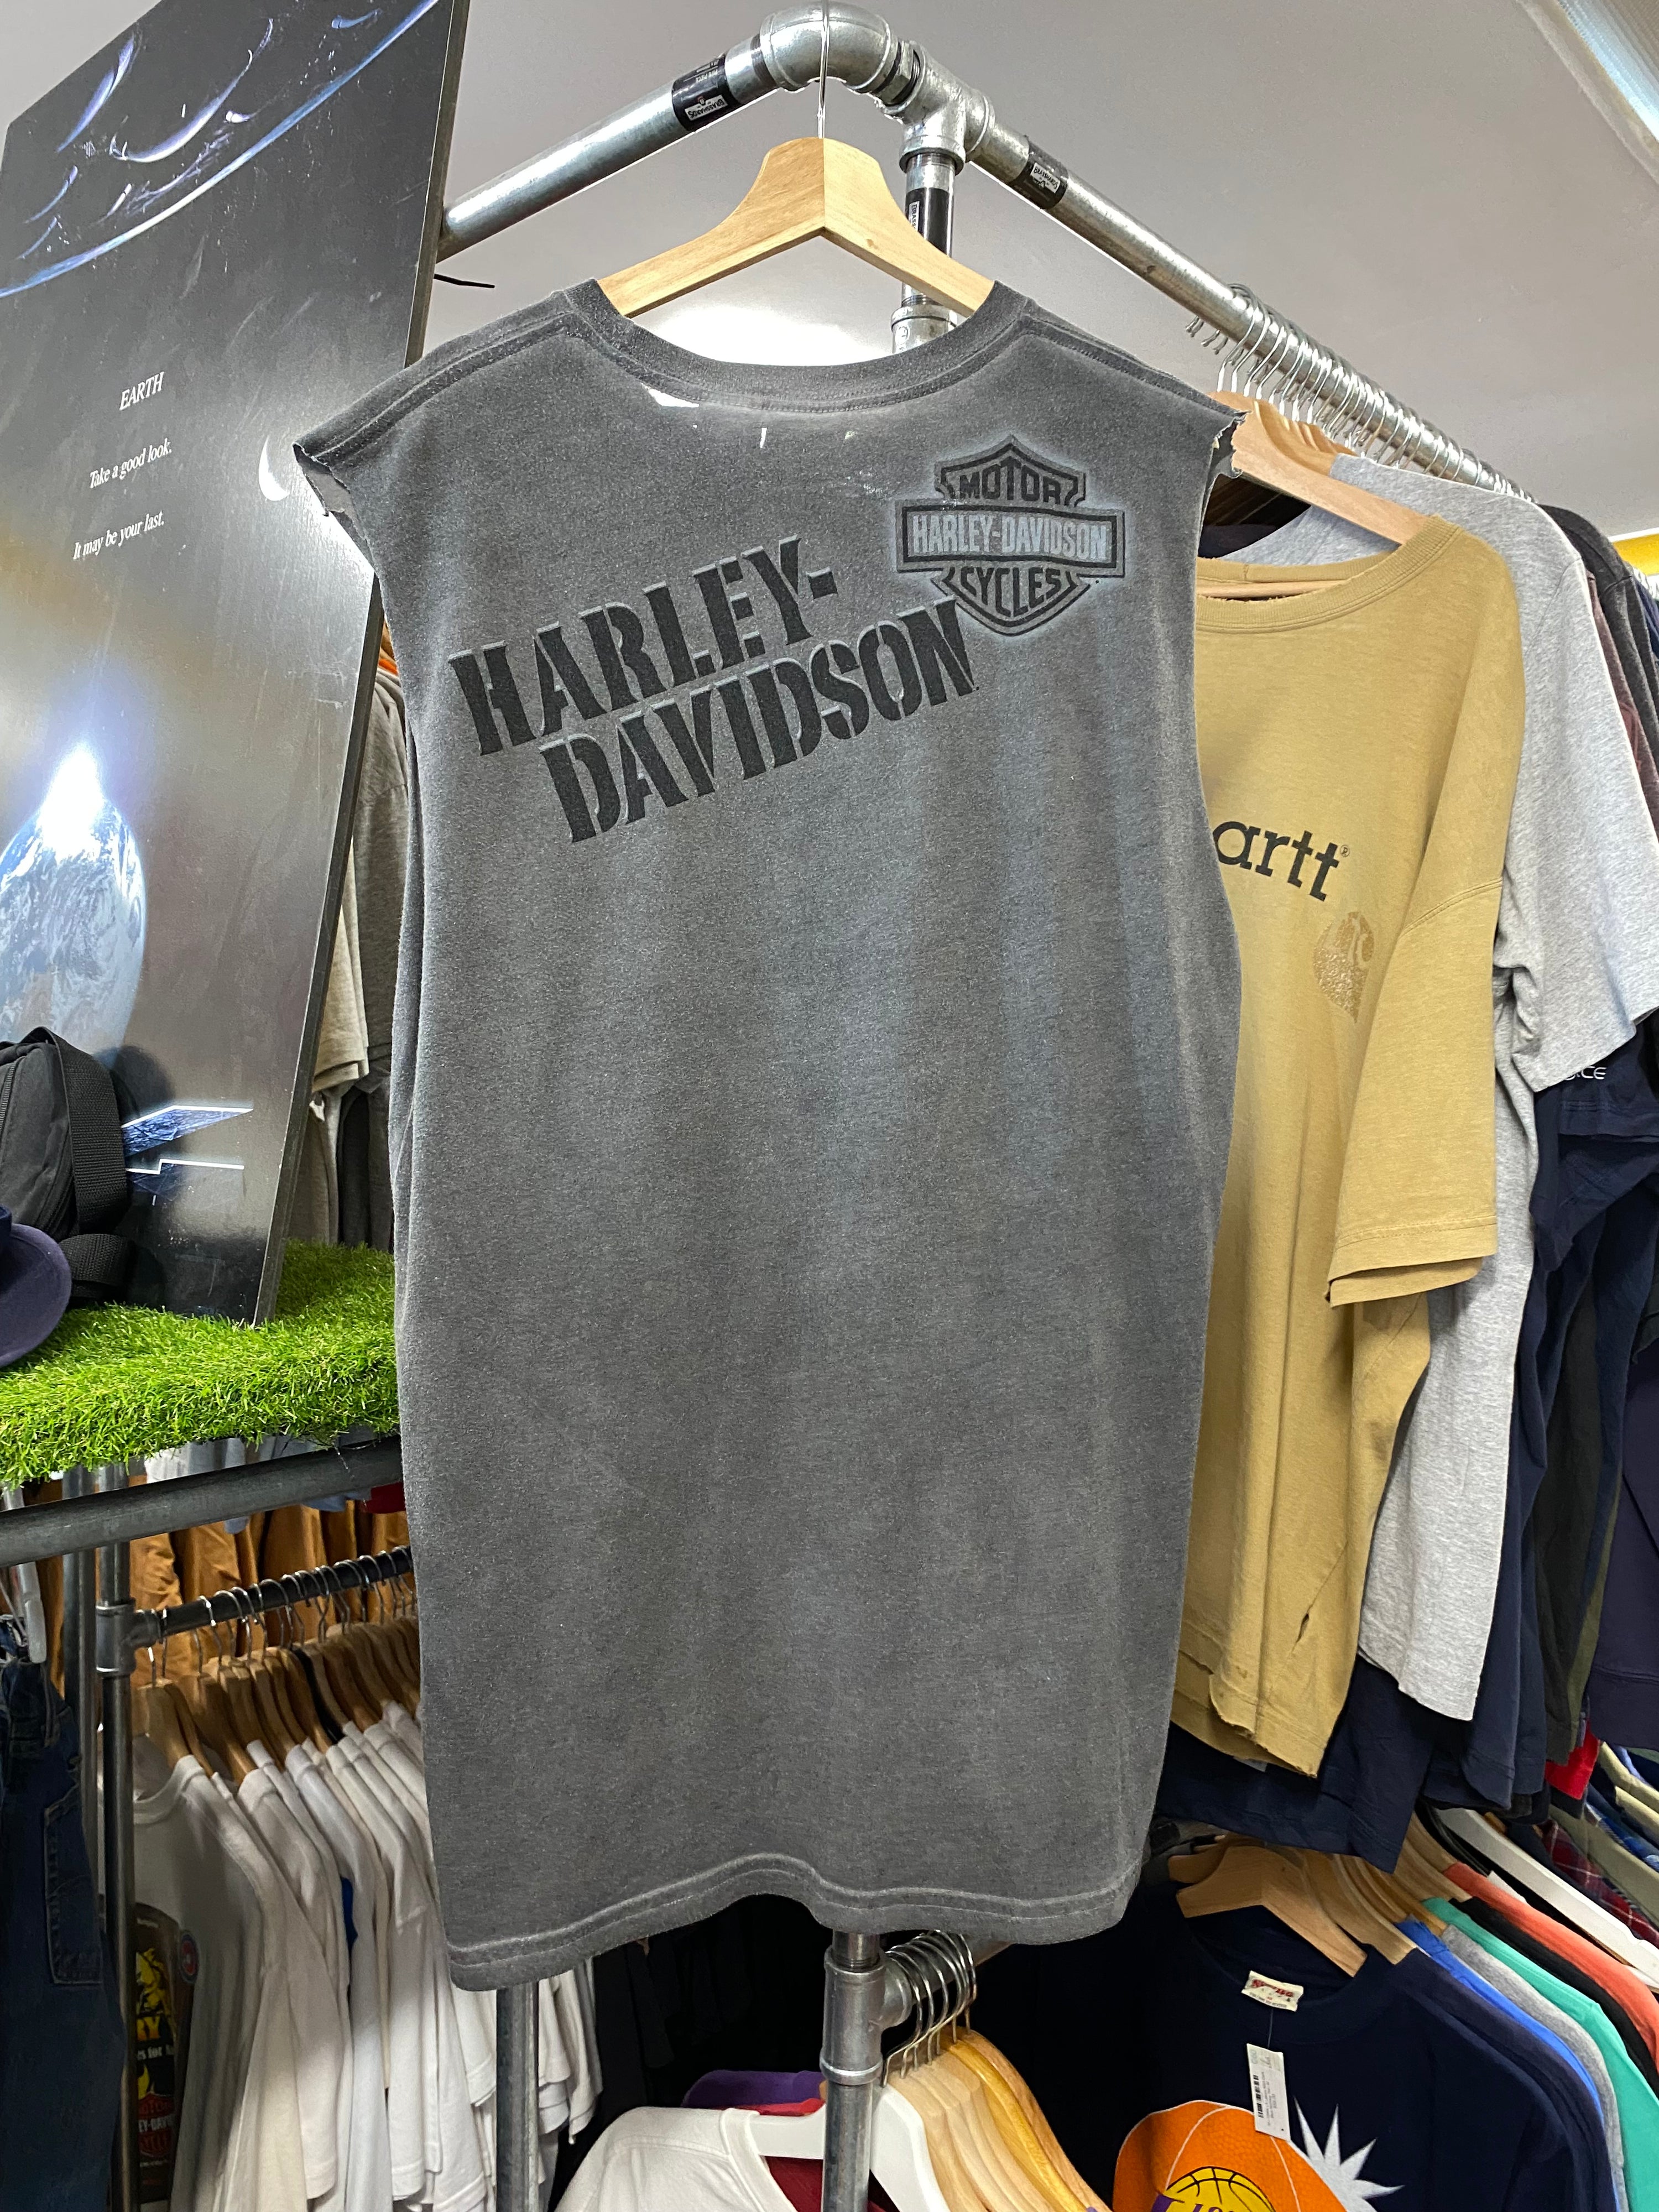 EARTH
Take a good look.
It may be your last.
MOTOR
HARLEY-DAVIDSON
CYCLES
HARLEY-
DAVIDSON
artt®